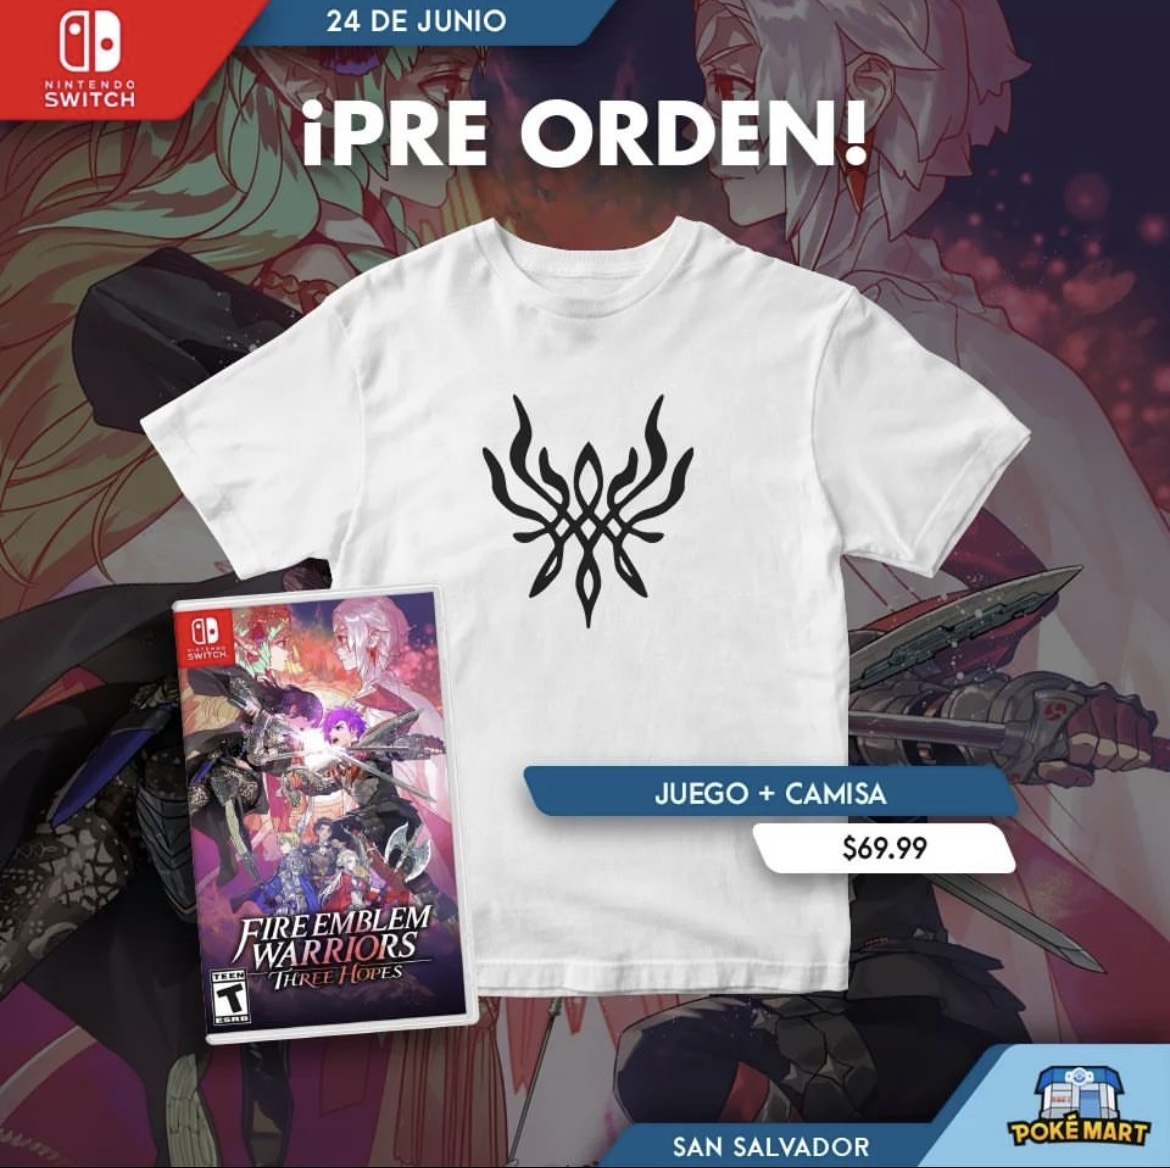 24 DE JUNIO
NINTENDO
SWITCH
¡PRE ORDEN!
NINTENDO
SWITCH
JUEGO + CAMISA
$69.99
FIRE EMBLEM
WARRIORS
THREE HOPES
TEEN
T
ESRB
POKÉ MART
SAN SALVADOR